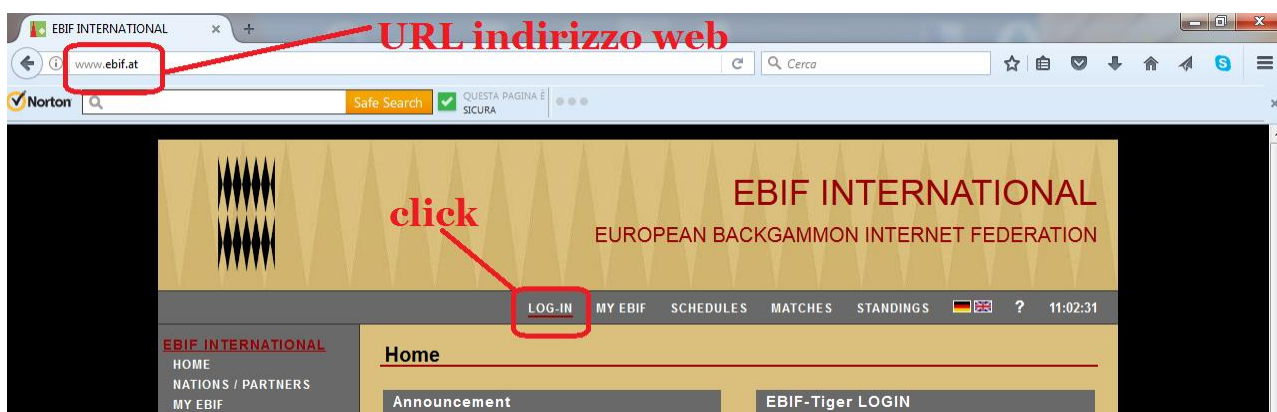 EBIF INTERNATIONAL
URL indirizzo web
www.ebif.at
Cerca
Norton
Safe Search
QUESTA PAGINA È
SICURA
EBIF INTERNATIONAL
click
EUROPEAN BACKGAMMON INTERNET FEDERATION
LOG-IN MY EBIF SCHEDULES MATCHES STANDINGS ? 11:02:31
EBIF INTERNATIONAL
HOME
NATIONS / PARTNERS
MY EBIF
Home
Announcement
EBIF-Tiger LOGIN